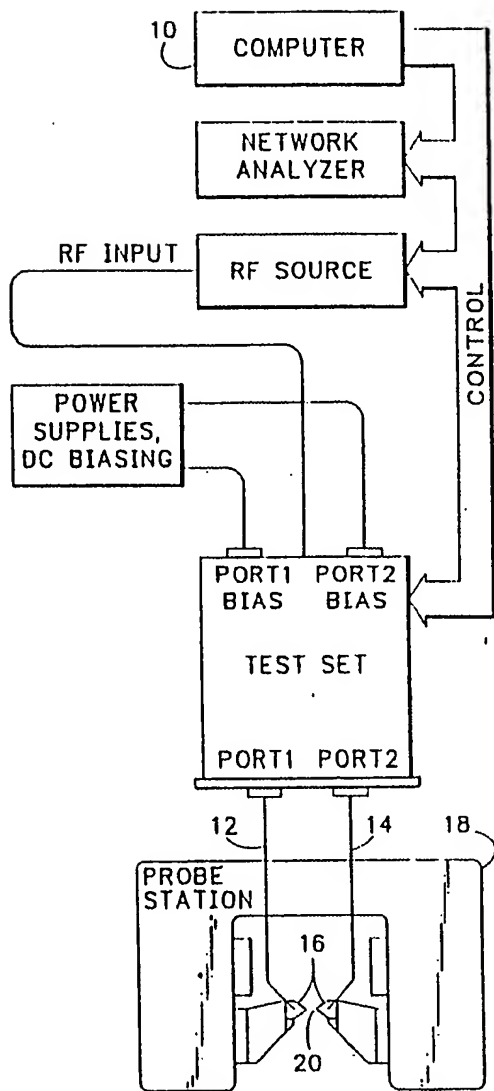 10
COMPUTER
NETWORK
ANALYZER
RF INPUT
RF SOURCE
CONTROL
POWER
SUPPLIES,
DC BIASING
PORT1 PORT2
BIAS BIAS
TEST SET
PORT1 PORT2
12
14
18
PROBE
STATION
16
20